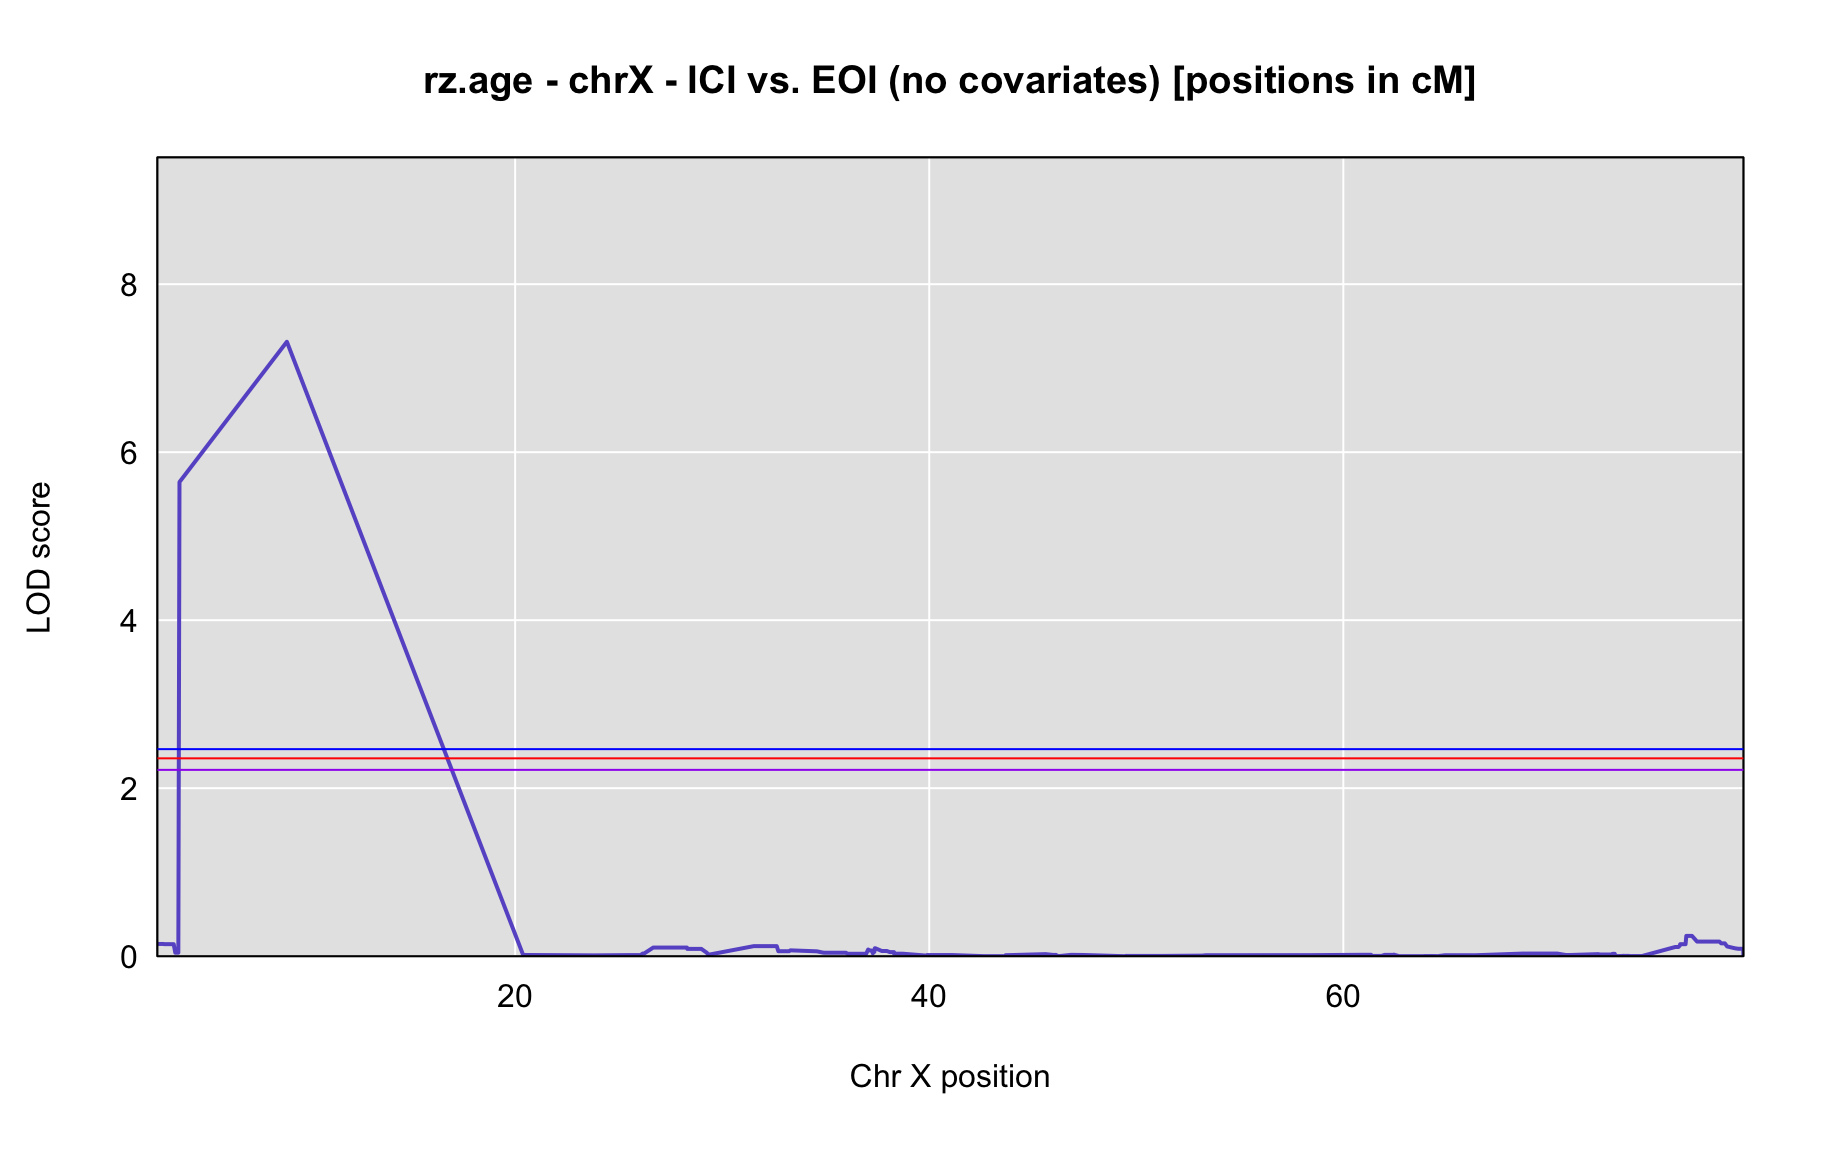 rz.age - chrX - ICI vs. EOI (no covariates) [positions in cM]
LOD score
8
6
4
2
0
20 40 60
Chr X position